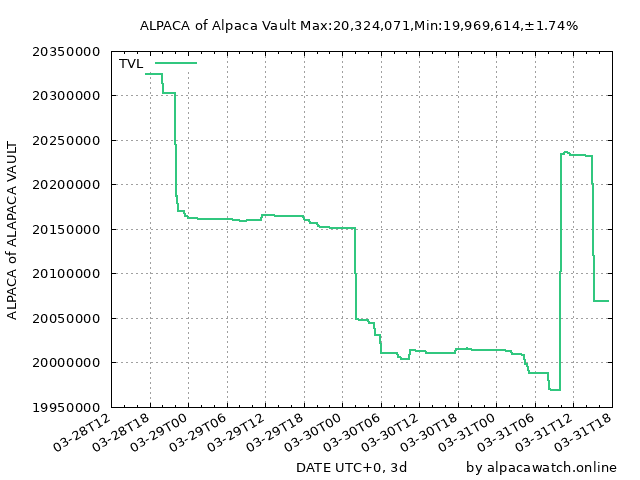 ALPACA of Alpaca Vault Max:20,324,071,Min:19,969,614,±1.74%
20350000
TVL
20300000
20250000
20200000
20150000
20100000
20050000
20000000
19950000
ALPACA of ALAPACA VAULT
03-28T12
03-28T18
03-29T00
03-29T06
03-29T12
03-29T18
03-30T00
03-30T06
03-30T12
03-30T18
03-31T00
03-31T06
03-31T12
03-31T18
DATE UTC+0, 3d
by alpacawatch.online